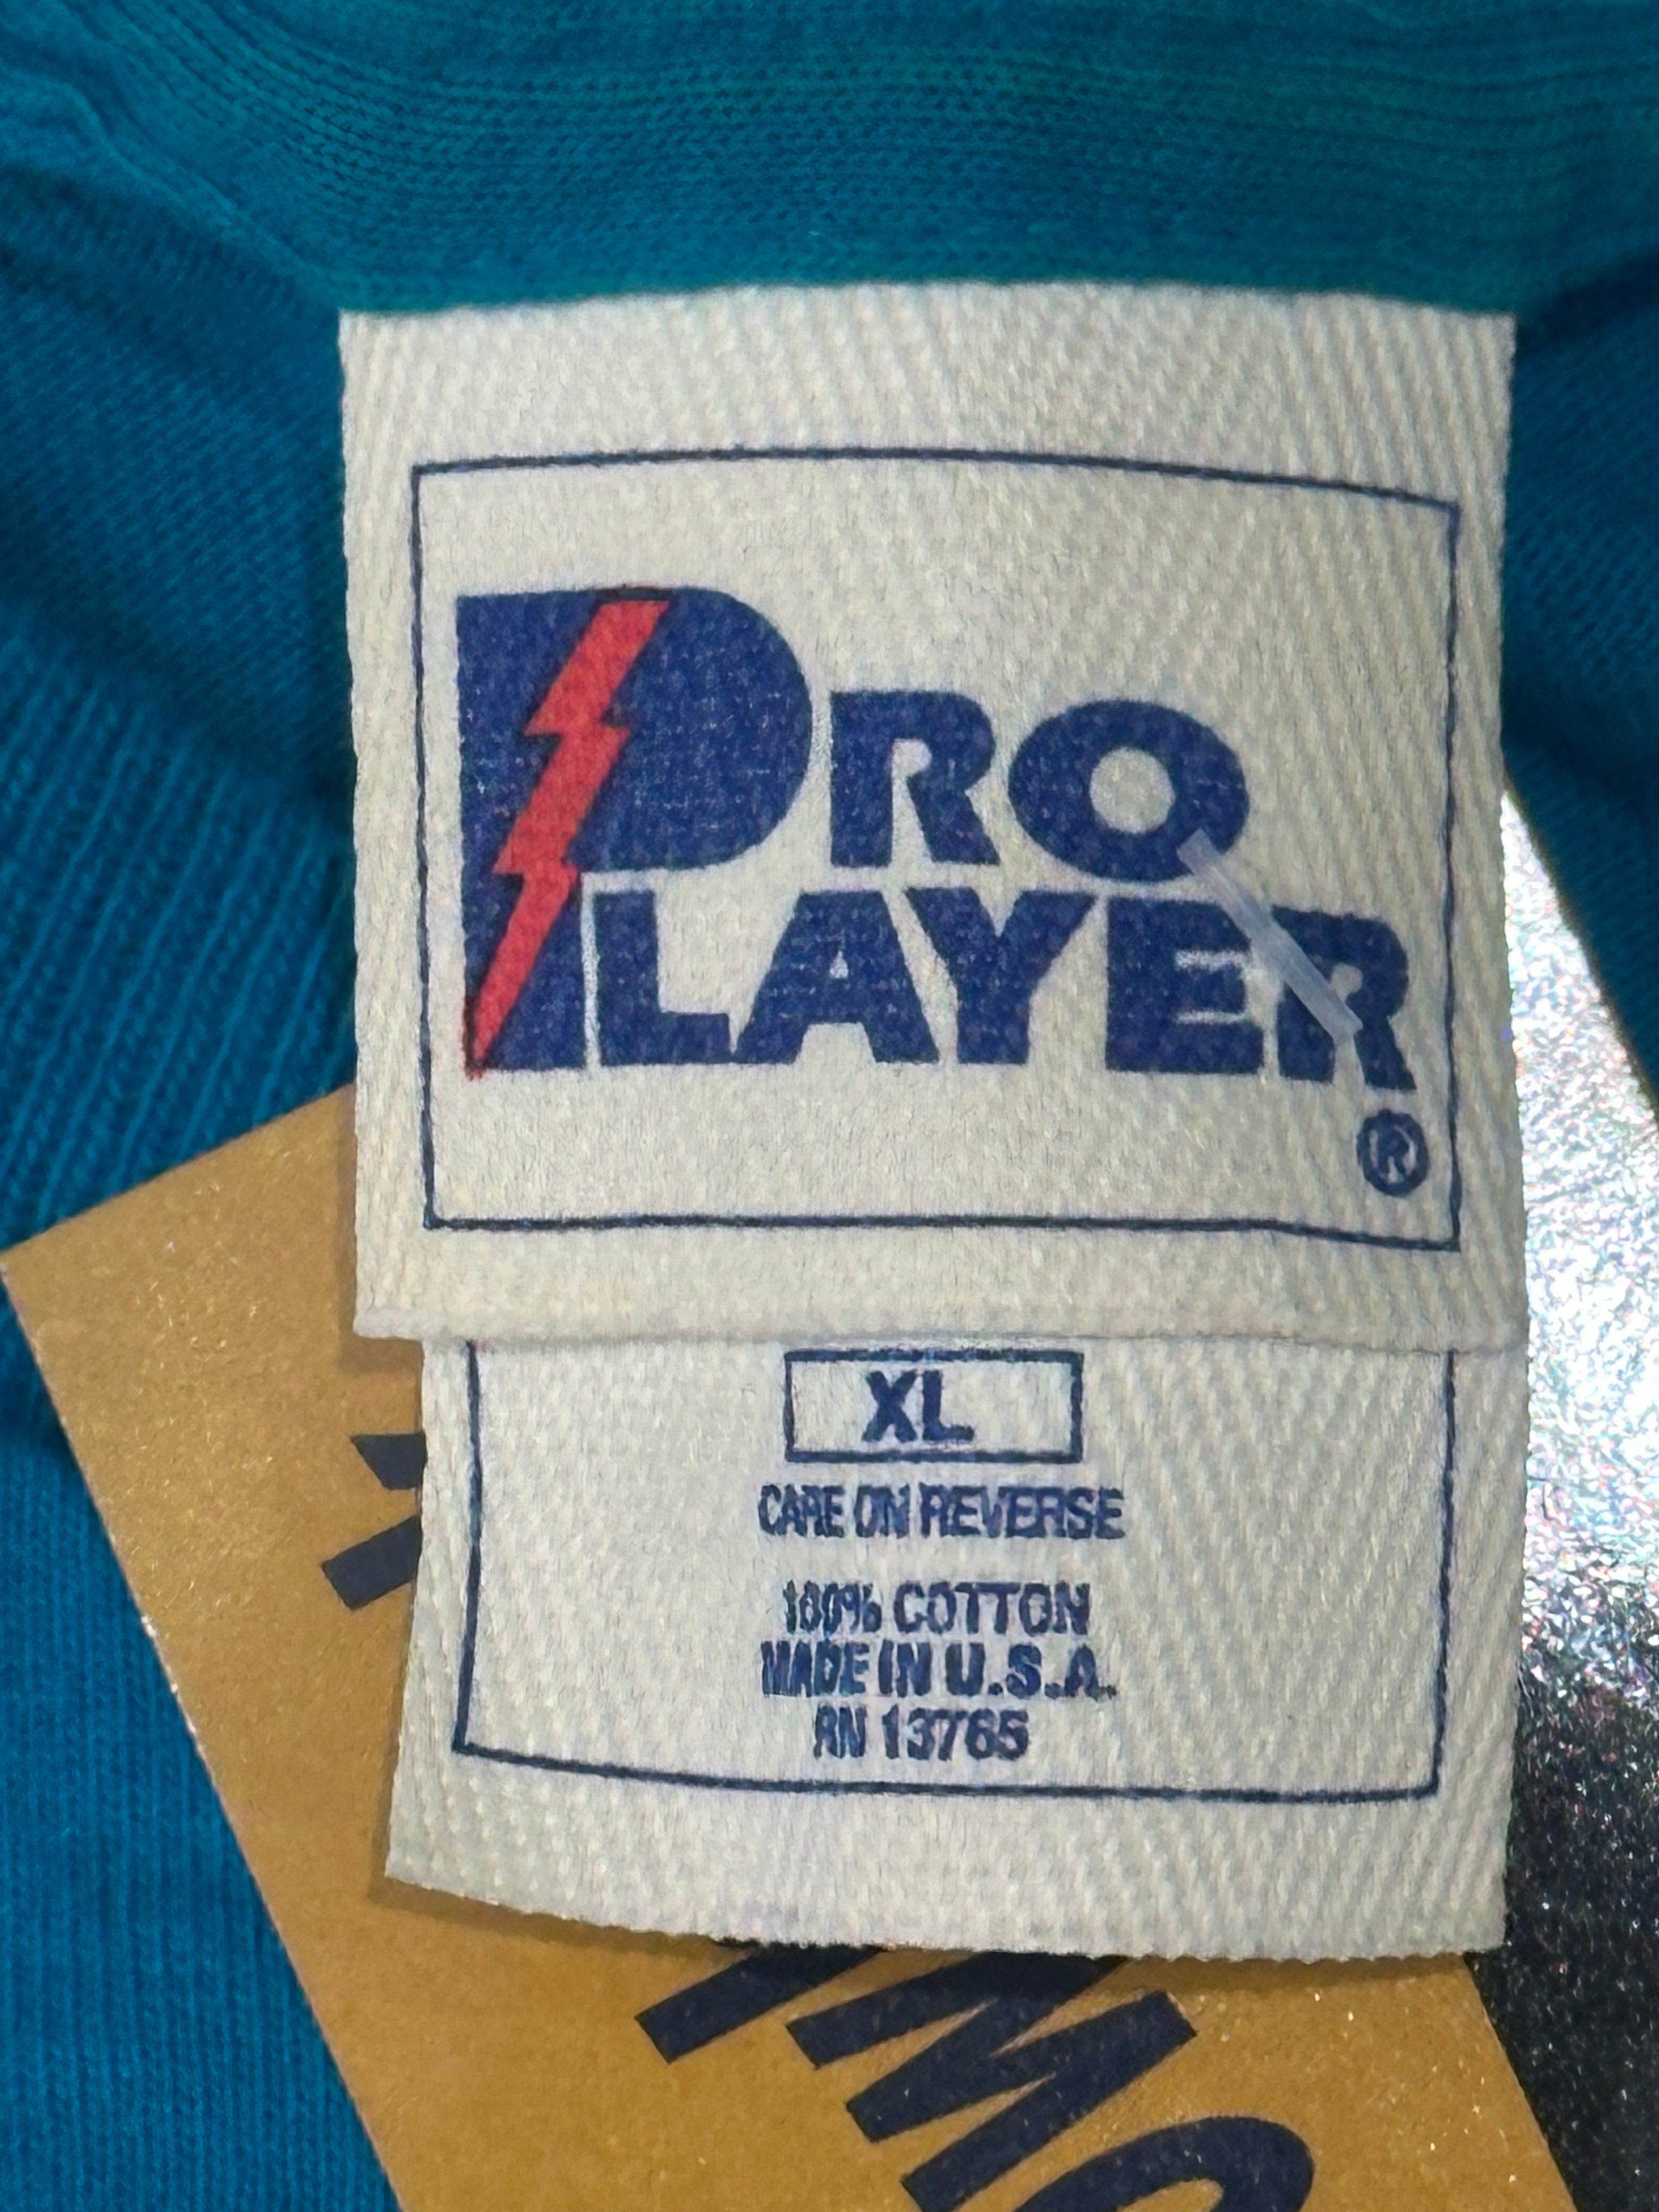 PRO
PLAYER
®
XL
CARE ON REVERSE
100% COTTON
MADE IN U.S.A.
RN 13765